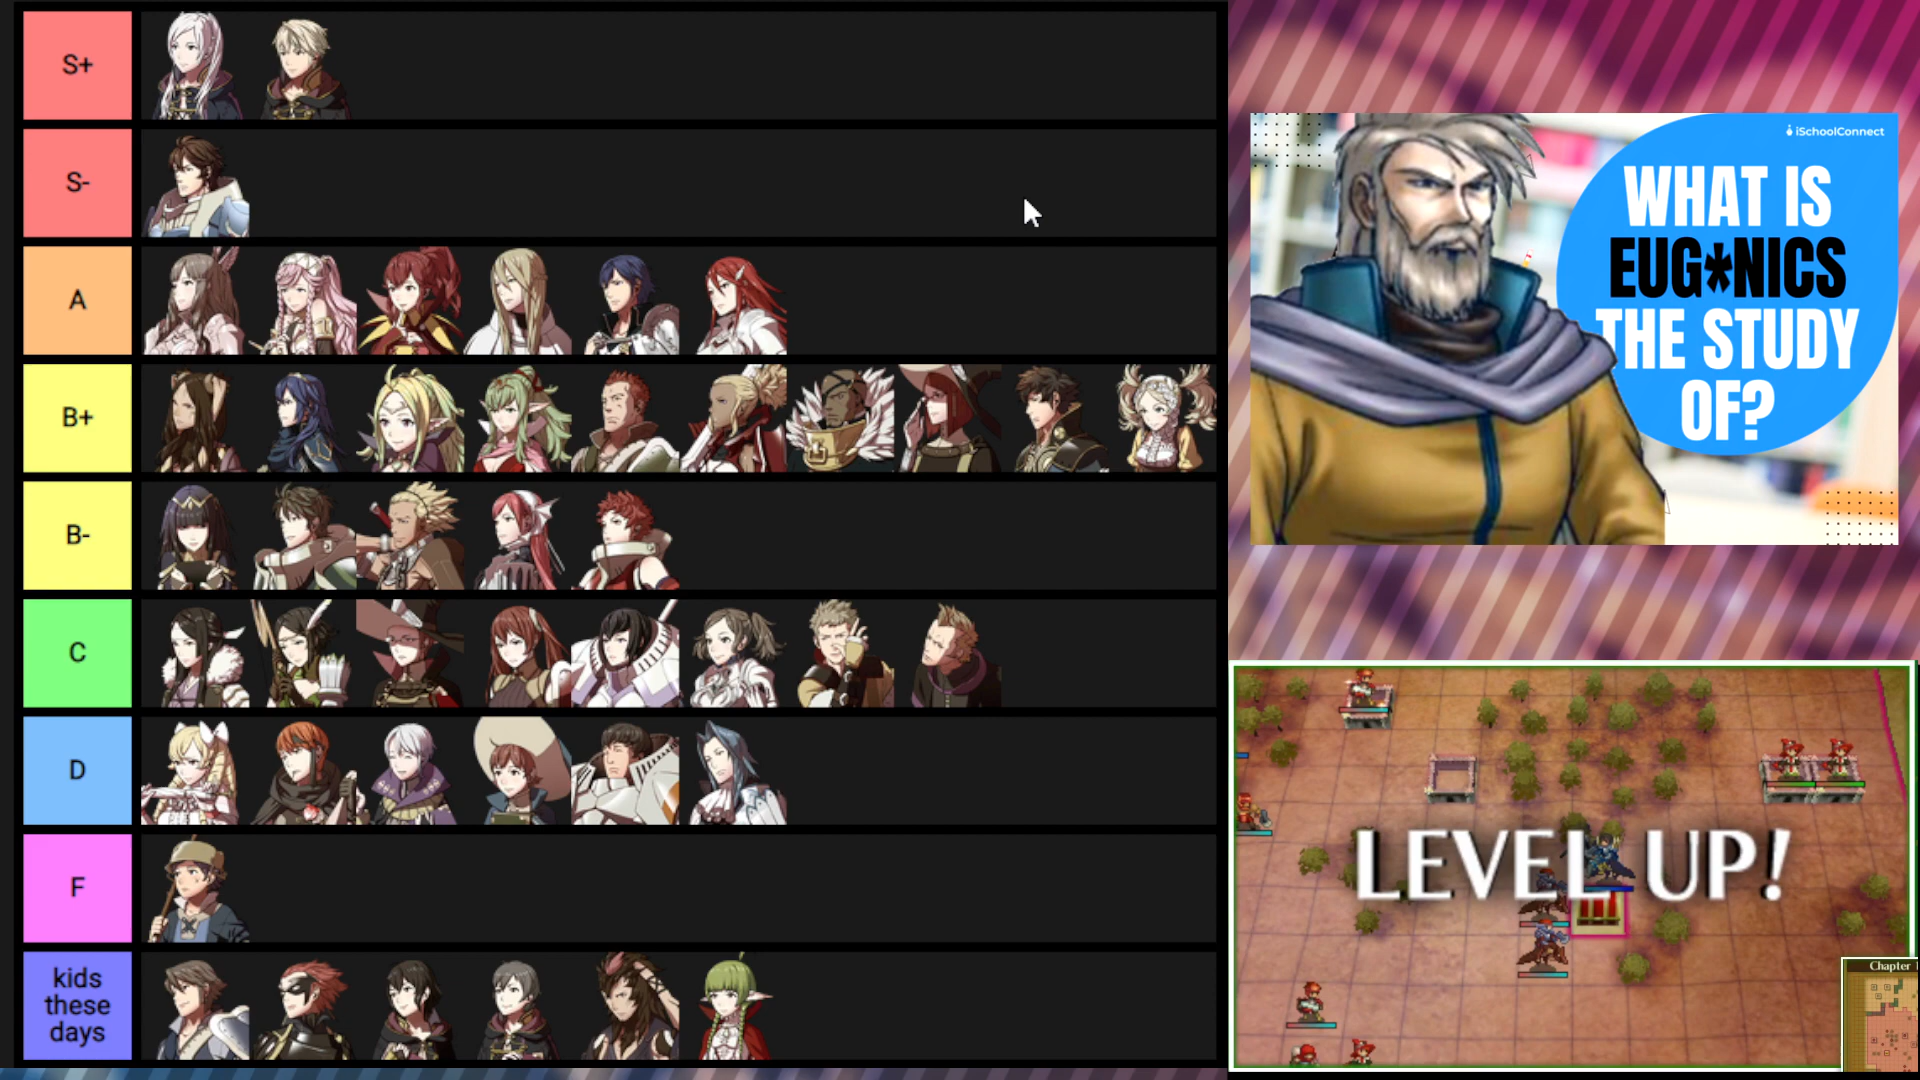 S+
S-
A
B+
B-
C
D
F
kids
these
days
iSchoolConnect
WHAT IS
EUG*NICS
THE STUDY
OF?
LEVEL UP!
Chapter